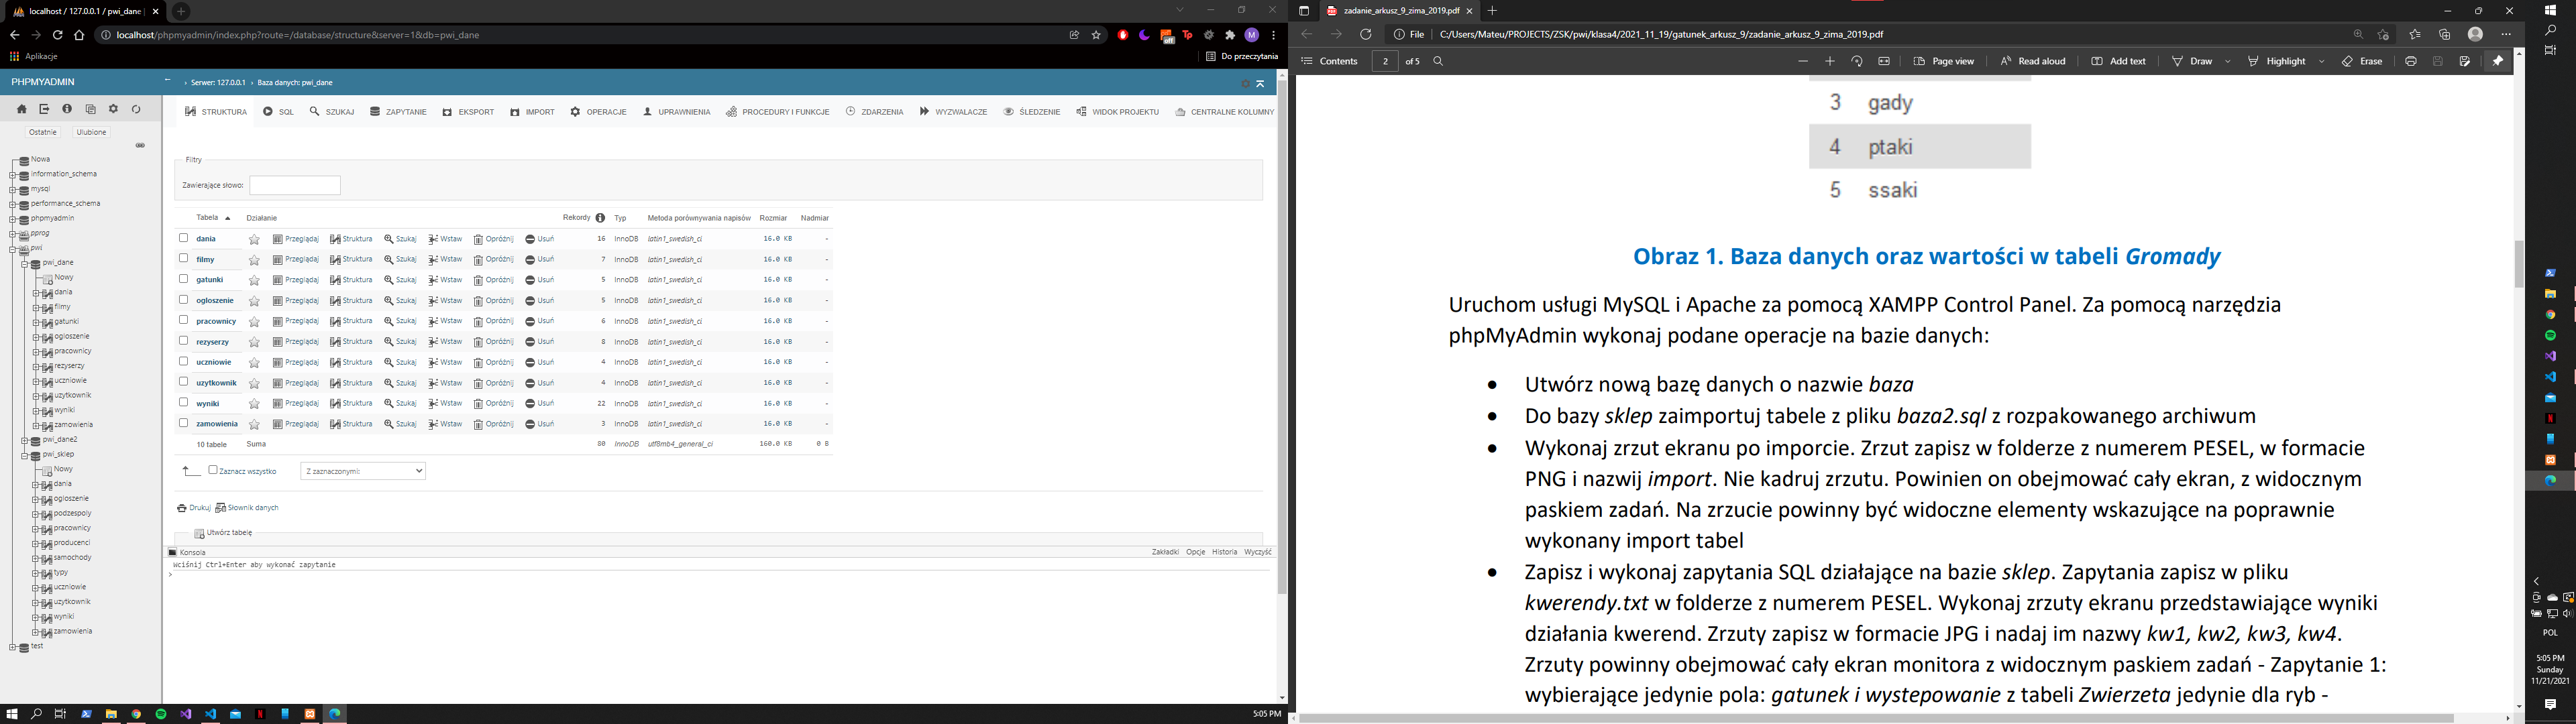 localhost / 127.0.0.1 / pwi_dane |
localhost/phpmyadmin/index.php?route=/database/structure&server=1&db=pwi_dane
off
Tp
M
Aplikacje
Do przeczytania
PHPMYADMIN
Serwer: 127.0.0.1 › Baza danych: pwi_dane
STRUKTURA SQL SZUKAJ ZAPYTANIE EKSPORT IMPORT OPERACJE UPRAWNIENIA PROCEDURY I FUNKCJE ZDARZENIA WYZWALACZE ŚLEDZENIE WIDOK PROJEKTU CENTRALNE KOLUMNY
Ostatnie Ulubione
Nowa
information_schema
mysql
performance_schema
phpmyadmin
pprog
pwi
pwi_dane
Nowy
dania
filmy
gatunki
ogloszenie
pracownicy
rezyserzy
uczniowie
uzytkownik
wyniki
zamowienia
pwi_dane2
pwi_sklep
Nowy
dania
ogloszenie
podzespoly
pracownicy
producenci
samochody
typy
uczniowie
uzytkownik
wyniki
zamowienia
test
Filtry
Zawierające słowo:
Tabela Działanie Rekordy Typ Metoda porównywania napisów Rozmiar Nadmiar
dania Przeglądaj Struktura Szukaj Wstaw Opróżnij Usuń 16 InnoDB latin1_swedish_ci 16.0 KB -
filmy Przeglądaj Struktura Szukaj Wstaw Opróżnij Usuń 7 InnoDB latin1_swedish_ci 16.0 KB -
gatunki Przeglądaj Struktura Szukaj Wstaw Opróżnij Usuń 5 InnoDB latin1_swedish_ci 16.0 KB -
ogloszenie Przeglądaj Struktura Szukaj Wstaw Opróżnij Usuń 5 InnoDB latin1_swedish_ci 16.0 KB -
pracownicy Przeglądaj Struktura Szukaj Wstaw Opróżnij Usuń 6 InnoDB latin1_swedish_ci 16.0 KB -
rezyserzy Przeglądaj Struktura Szukaj Wstaw Opróżnij Usuń 8 InnoDB latin1_swedish_ci 16.0 KB -
uczniowie Przeglądaj Struktura Szukaj Wstaw Opróżnij Usuń 4 InnoDB latin1_swedish_ci 16.0 KB -
uzytkownik Przeglądaj Struktura Szukaj Wstaw Opróżnij Usuń 4 InnoDB latin1_swedish_ci 16.0 KB -
wyniki Przeglądaj Struktura Szukaj Wstaw Opróżnij Usuń 22 InnoDB latin1_swedish_ci 16.0 KB -
zamowienia Przeglądaj Struktura Szukaj Wstaw Opróżnij Usuń 3 InnoDB latin1_swedish_ci 16.0 KB -
10 tabele Suma 80 InnoDB utf8mb4_general_ci 160.0 KB 0 B
Zaznacz wszystko Z zaznaczonymi:
Drukuj Słownik danych
Utwórz tabelę
Konsola Zakładki Opcje Historia Wyczyść
Wciśnij Ctrl+Enter aby wykonać zapytanie
>
5:05 PM
zadanie_arkusz_9_zima_2019.pdf
File C:/Users/Mateu/PROJECTS/ZSK/pwi/klasa4/2021_11_19/gatunek_arkusz_9/zadanie_arkusz_9_zima_2019.pdf
Contents 2 of 5 Page view Read aloud Add text Draw Highlight Erase
3 gady
4 ptaki
5 ssaki
Obraz 1. Baza danych oraz wartości w tabeli Gromady
Uruchom usługi MySQL i Apache za pomocą XAMPP Control Panel. Za pomocą narzędzia
phpMyAdmin wykonaj podane operacje na bazie danych:
● Utwórz nową bazę danych o nazwie baza
● Do bazy sklep zaimportuj tabele z pliku baza2.sql z rozpakowanego archiwum
● Wykonaj zrzut ekranu po imporcie. Zrzut zapisz w folderze z numerem PESEL, w formacie
PNG i nazwij import. Nie kadruj zrzutu. Powinien on obejmować cały ekran, z widocznym
paskiem zadań. Na zrzucie powinny być widoczne elementy wskazujące na poprawnie
wykonany import tabel
● Zapisz i wykonaj zapytania SQL działające na bazie sklep. Zapytania zapisz w pliku
kwerendy.txt w folderze z numerem PESEL. Wykonaj zrzuty ekranu przedstawiające wyniki
działania kwerend. Zrzuty zapisz w formacie JPG i nadaj im nazwy kw1, kw2, kw3, kw4.
Zrzuty powinny obejmować cały ekran monitora z widocznym paskiem zadań - Zapytanie 1:
wybierające jedynie pola: gatunek i wystepowanie z tabeli Zwierzeta jedynie dla ryb -
POL
5:05 PM
Sunday
11/21/2021